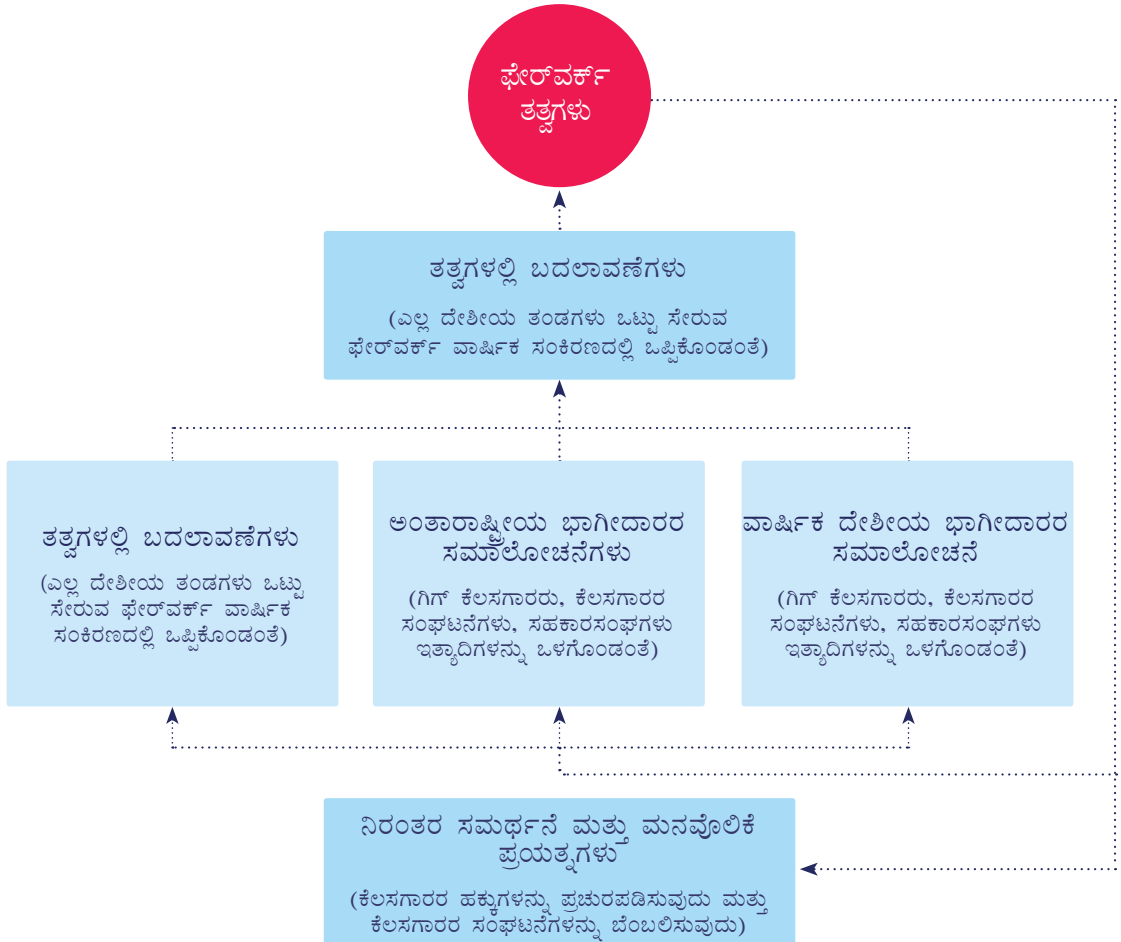 ಫೇರ್‌ವರ್ಕ್
ತತ್ವಗಳು
ತತ್ವಗಳಲ್ಲಿ ಬದಲಾವಣೆಗಳು
(ಎಲ್ಲ ದೇಶೀಯ ತಂಡಗಳು ಒಟ್ಟು ಸೇರುವ
ಫೇರ್‌ವರ್ಕ್ ವಾರ್ಷಿಕ ಸಂಕಿರಣದಲ್ಲಿ ಒಪ್ಪಿಕೊಂಡಂತೆ)
ತತ್ವಗಳಲ್ಲಿ ಬದಲಾವಣೆಗಳು
(ಎಲ್ಲ ದೇಶೀಯ ತಂಡಗಳು ಒಟ್ಟು
ಸೇರುವ ಫೇರ್‌ವರ್ಕ್ ವಾರ್ಷಿಕ
ಸಂಕಿರಣದಲ್ಲಿ ಒಪ್ಪಿಕೊಂಡಂತೆ)
ಅಂತಾರಾಷ್ಟ್ರೀಯ ಭಾಗೀದಾರರ
ಸಮಾಲೋಚನೆಗಳು
(ಗಿಗ್ ಕೆಲಸಗಾರರು, ಕೆಲಸಗಾರರ
ಸಂಘಟನೆಗಳು, ಸಹಕಾರಸಂಘಗಳು
ಇತ್ಯಾದಿಗಳನ್ನು ಒಳಗೊಂಡಂತೆ)
ವಾರ್ಷಿಕ ದೇಶೀಯ ಭಾಗೀದಾರರ
ಸಮಾಲೋಚನೆ
(ಗಿಗ್ ಕೆಲಸಗಾರರು, ಕೆಲಸಗಾರರ
ಸಂಘಟನೆಗಳು, ಸಹಕಾರಸಂಘಗಳು
ಇತ್ಯಾದಿಗಳನ್ನು ಒಳಗೊಂಡಂತೆ)
ನಿರಂತರ ಸಮರ್ಥನೆ ಮತ್ತು ಮನವೊಲಿಕೆ
ಪ್ರಯತ್ನಗಳು
(ಕೆಲಸಗಾರರ ಹಕ್ಕುಗಳನ್ನು ಪ್ರಚುರಪಡಿಸುವುದು ಮತ್ತು
ಕೆಲಸಗಾರರ ಸಂಘಟನೆಗಳನ್ನು ಬೆಂಬಲಿಸುವುದು)